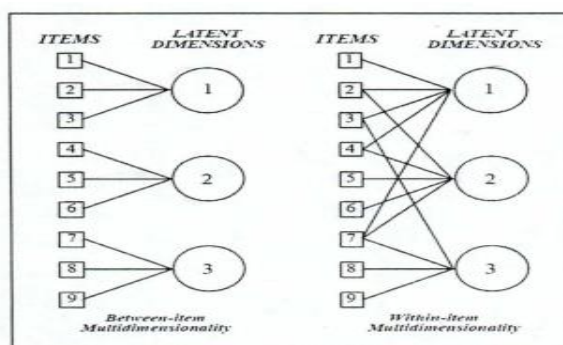 ITEMS
LATENT
DIMENSIONS
1
2
3
4
5
6
7
8
9
1
2
3
Between-item
Multidimensionality
ITEMS
LATENT
DIMENSIONS
1
2
3
4
5
6
7
8
9
1
2
3
Within-item
Multidimensionality